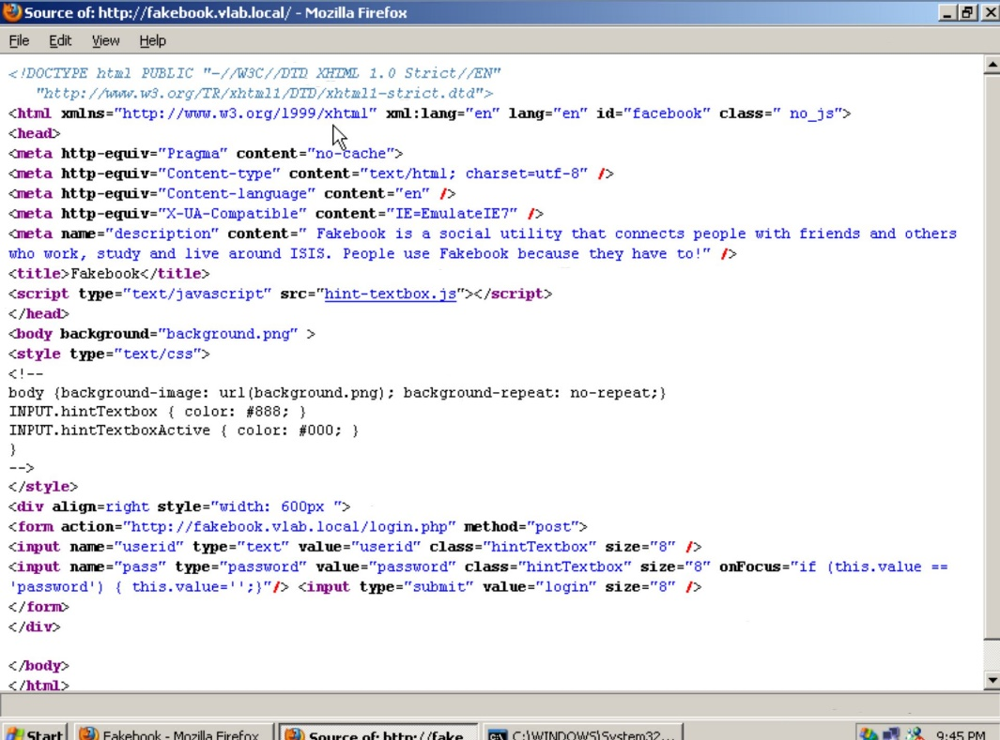 Source of: http://fakebook.vlab.local/ - Mozilla Firefox
File Edit View Help
<!DOCTYPE html PUBLIC "-//W3C//DTD XHTML 1.0 Strict//EN"
"http://www.w3.org/TR/xhtml1/DTD/xhtml1-strict.dtd">
<html xmlns="http://www.w3.org/1999/xhtml" xml:lang="en" lang="en" id="facebook" class=" no_js">
<head>
<meta http-equiv="Pragma" content="no-cache">
<meta http-equiv="Content-type" content="text/html; charset=utf-8" />
<meta http-equiv="Content-language" content="en" />
<meta http-equiv="X-UA-Compatible" content="IE=EmulateIE7" />
<meta name="description" content=" Fakebook is a social utility that connects people with friends and others
who work, study and live around ISIS. People use Fakebook because they have to!" />
<title>Fakebook</title>
<script type="text/javascript" src="hint-textbox.js"></script>
</head>
<body background="background.png" >
<style type="text/css">
<!--
body {background-image: url(background.png); background-repeat: no-repeat;}
INPUT.hintTextbox { color: #888; }
INPUT.hintTextboxActive { color: #000; }
}
-->
</style>
<div align=right style="width: 600px ">
<form action="http://fakebook.vlab.local/login.php" method="post">
<input name="userid" type="text" value="userid" class="hintTextbox" size="8" />
<input name="pass" type="password" value="password" class="hintTextbox" size="8" onFocus="if (this.value ==
'password') { this.value='';}"/> <input type="submit" value="login" size="8" />
</form>
</div>
</body>
</html>
Start Fakebook - Mozilla Firefox Source of: http://fake... C:\WINDOWS\System32... 9:45 PM